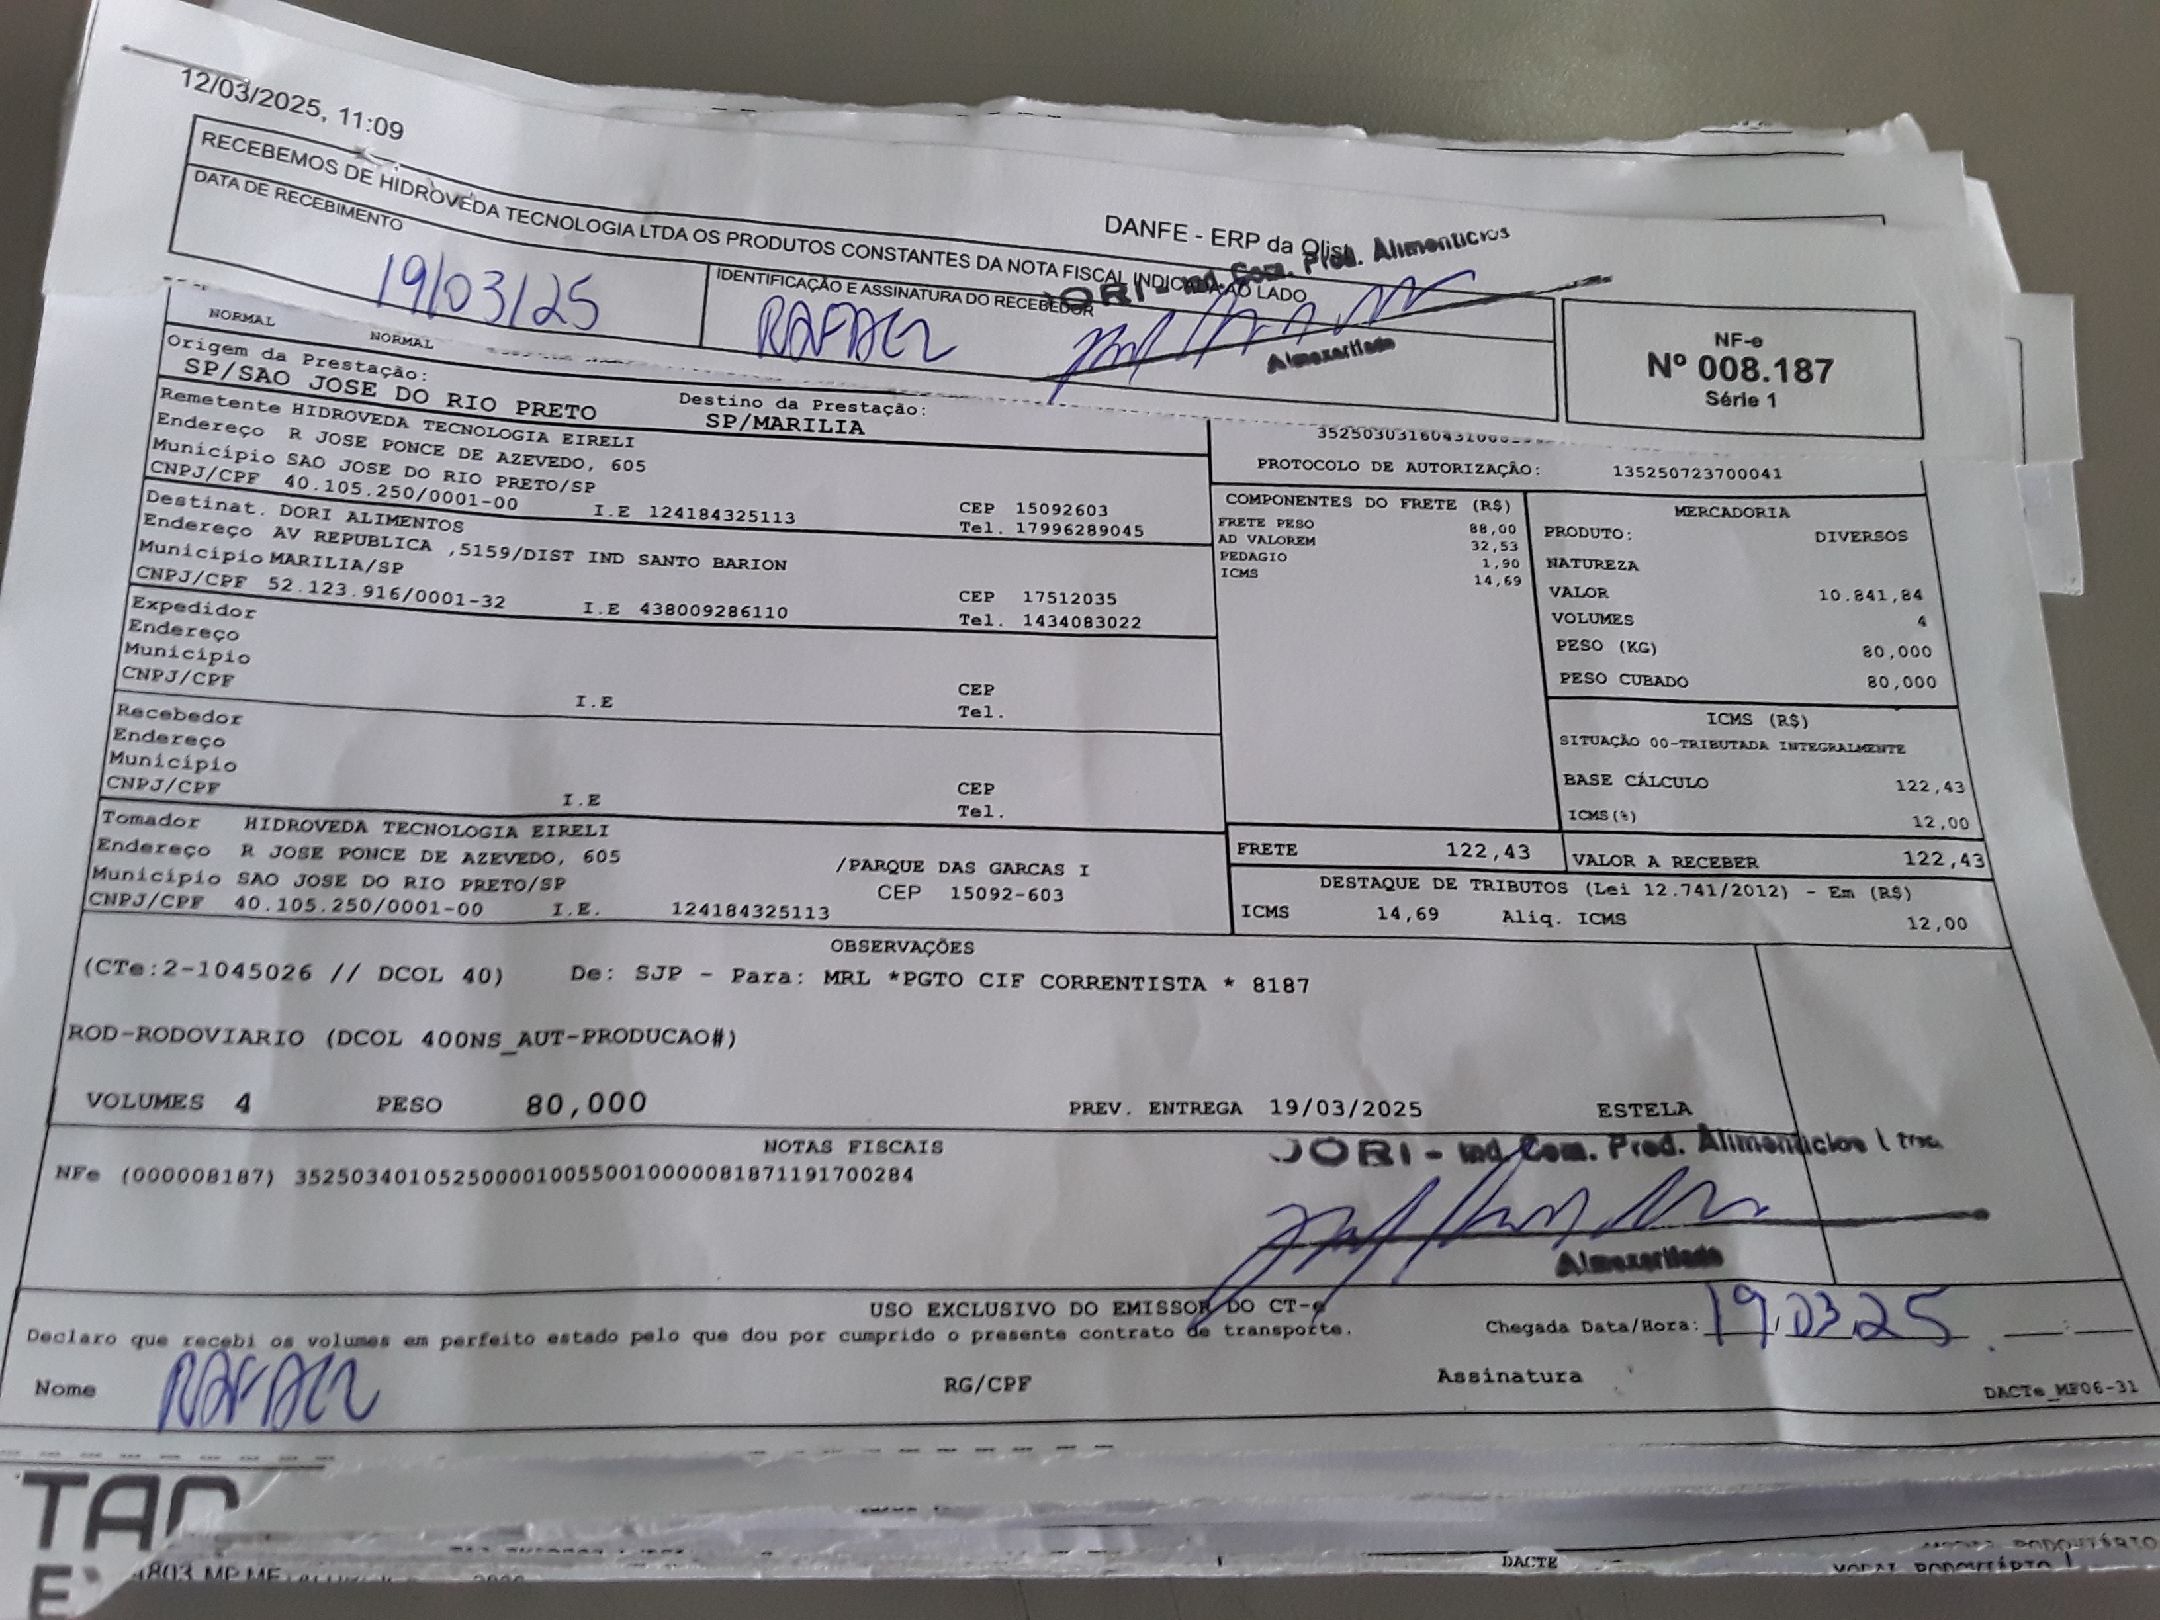 12/03/2025, 11:09
DANFE - ERP da Olist
RECEBEMOS DE HIDROVEDA TECNOLOGIA LTDA OS PRODUTOS CONSTANTES DA NOTA FISCAL INDICADA AO LADO
DATA DE RECEBIMENTO
19/03/25
IDENTIFICAÇÃO E ASSINATURA DO RECEBEDOR
RAFAEL
DORI - Ind. Com. Prod. Alimenticios
Almoxarifado
NF-e
Nº 008.187
Série 1
NORMAL NORMAL
Origem da Prestação:
SP/SAO JOSE DO RIO PRETO
Destino da Prestação:
SP/MARILIA
Remetente HIDROVEDA TECNOLOGIA EIRELI
Endereço R JOSE PONCE DE AZEVEDO, 605
Município SAO JOSE DO RIO PRETO/SP CEP 15092603
CNPJ/CPF 40.105.250/0001-00 I.E 124184325113 Tel. 17996289045
Destinat. DORI ALIMENTOS
Endereço AV REPUBLICA ,5159/DIST IND SANTO BARION
Município MARILIA/SP CEP 17512035
CNPJ/CPF 52.123.916/0001-32 I.E 438009286110 Tel. 1434083022
Expedidor
Endereço
Município CEP
CNPJ/CPF I.E Tel.
Recebedor
Endereço
Município CEP
CNPJ/CPF I.E Tel.
Tomador HIDROVEDA TECNOLOGIA EIRELI
Endereço R JOSE PONCE DE AZEVEDO, 605 /PARQUE DAS GARCAS I
Município SAO JOSE DO RIO PRETO/SP CEP 15092-603
CNPJ/CPF 40.105.250/0001-00 I.E. 124184325113
PROTOCOLO DE AUTORIZAÇÃO: 135250723700041
COMPONENTES DO FRETE (R$)
FRETE PESO 88,00
AD VALOREM 32,53
PEDAGIO 1,90
ICMS 14,69
MERCADORIA
PRODUTO: DIVERSOS
NATUREZA
VALOR 10.841,84
VOLUMES 4
PESO (KG) 80,000
PESO CUBADO 80,000
ICMS (R$)
SITUAÇÃO 00-TRIBUTADA INTEGRALMENTE
BASE CÁLCULO 122,43
ICMS(%) 12,00
FRETE 122,43
VALOR A RECEBER 122,43
DESTAQUE DE TRIBUTOS (Lei 12.741/2012) - Em (R$)
ICMS 14,69 Aliq. ICMS 12,00
OBSERVAÇÕES
(CTe:2-1045026 // DCOL 40) De: SJP - Para: MRL *PGTO CIF CORRENTISTA * 8187
ROD-RODOVIARIO (DCOL 400NS_AUT-PRODUCAO#)
VOLUMES 4 PESO 80,000 PREV. ENTREGA 19/03/2025 ESTELA
NOTAS FISCAIS
NFe (000008187) 35250340105250000100550010000081871191700284
DORI - Ind. Com. Prod. Alimenticios Ltda.
Almoxarifado
USO EXCLUSIVO DO EMISSOR DO CT-e
Declaro que recebi os volumes em perfeito estado pelo que dou por cumprido o presente contrato de transporte.
Chegada Data/Hora: 19.03.25
Nome RAFAEL RG/CPF Assinatura
DACTe_MF06-31
DACTE